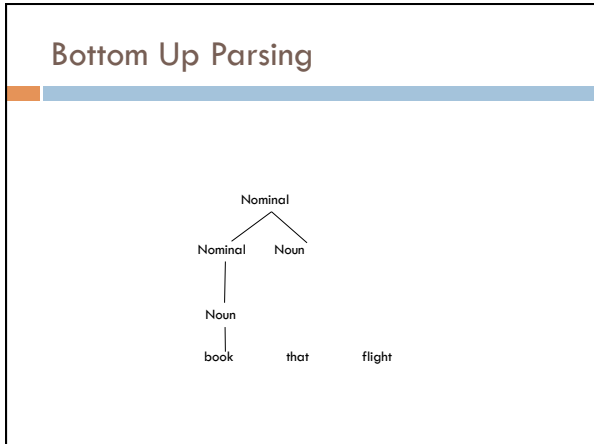 Bottom Up Parsing
Nominal
Nominal Noun
Noun
book that flight